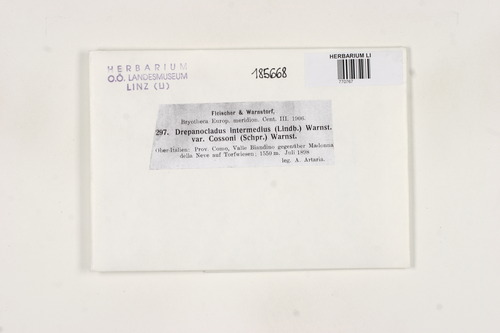 HERBARIUM
O.Ö. LANDESMUSEUM
LINZ (LI)
185668
HERBARIUM LI
Fleischer & Warnstorf,
Bryotheca Europ. meridion. Cent. III. 1906.
297. Drepanocladus intermedius (Lindb.) Warnst.
var. Cossoni (Schpr.) Warnst.
Ober-Italien: Prov. Como, Valle Biandino gegenüber Madonna
della Neve auf Torfwiesen; 1550 m. Juli 1898
leg. A. Artaria.